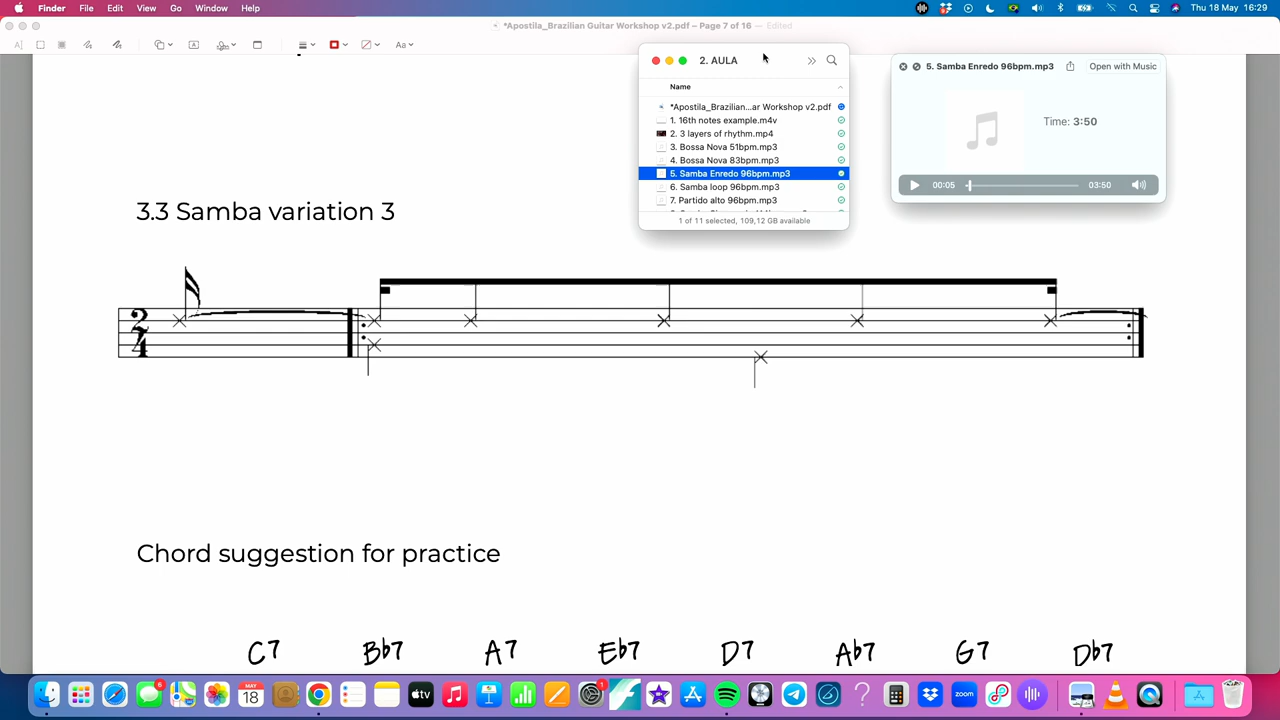 Finder File Edit View Go Window Help Thu 18 May 16:29
*Apostila_Brazilian Guitar Workshop v2.pdf – Page 7 of 16 — Edited
2. AULA
Name
*Apostila_Brazilian...ar Workshop v2.pdf
1. 16th notes example.m4v
2. 3 layers of rhythm.mp4
3. Bossa Nova 51bpm.mp3
4. Bossa Nova 83bpm.mp3
5. Samba Enredo 96bpm.mp3
6. Samba loop 96bpm.mp3
7. Partido alto 96bpm.mp3
1 of 11 selected, 109,12 GB available
5. Samba Enredo 96bpm.mp3 Open with Music
Time: 3:50
00:05 03:50
3.3 Samba variation 3
2
4
Chord suggestion for practice
C7 Bb7 A7 Eb7 D7 Ab7 G7 Db7